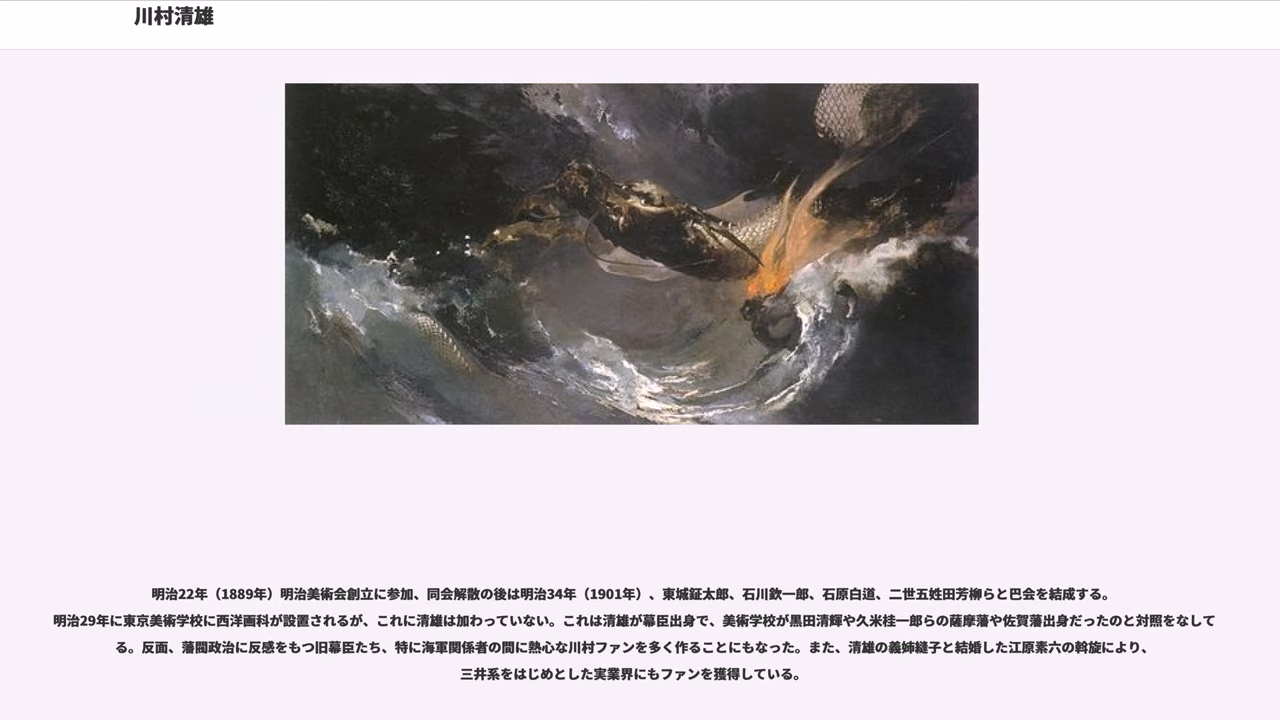 川村清雄
明治22年（1889年）明治美術会創立に参加、同会解散の後は明治34年（1901年）、東城鉦太郎、石川欽一郎、石原白道、二世五姓田芳柳らと巴会を結成する。
明治29年に東京美術学校に西洋画科が設置されるが、これに清雄は加わっていない。これは清雄が幕臣出身で、美術学校が黒田清輝や久米桂一郎らの薩摩藩や佐賀藩出身だったのと対照をなして
る。反面、藩閥政治に反感をもつ旧幕臣たち、特に海軍関係者の間に熱心な川村ファンを多く作ることにもなった。また、清雄の義姉縫子と結婚した江原素六の斡旋により、
三井系をはじめとした実業界にもファンを獲得している。